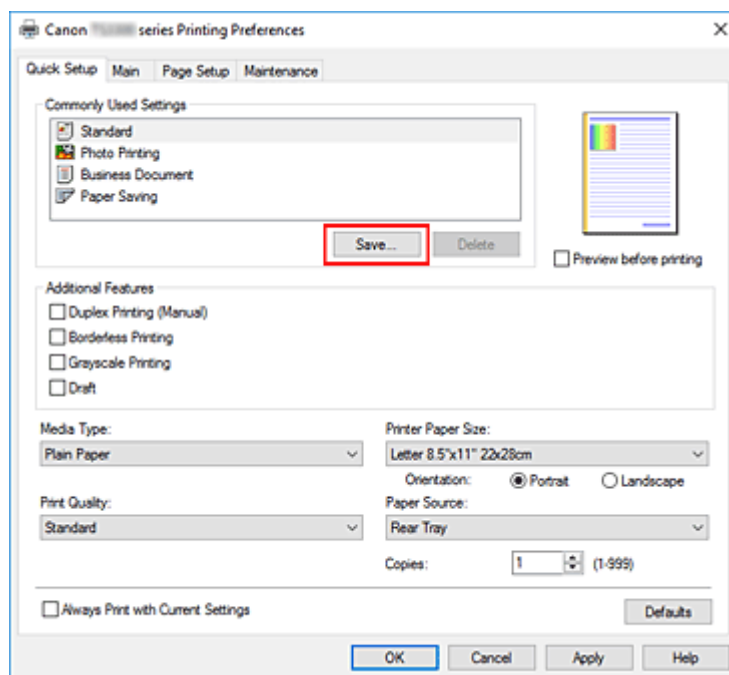 Canon series Printing Preferences
Quick Setup Main Page Setup Maintenance
Commonly Used Settings
Standard
Photo Printing
Business Document
Paper Saving
Save... Delete
Preview before printing
Additional Features
Duplex Printing (Manual)
Borderless Printing
Grayscale Printing
Draft
Media Type: Printer Paper Size:
Plain Paper Letter 8.5"x11" 22x28cm
Orientation: Portrait Landscape
Print Quality: Paper Source:
Standard Rear Tray
Copies: 1 (1-999)
Always Print with Current Settings Defaults
OK Cancel Apply Help